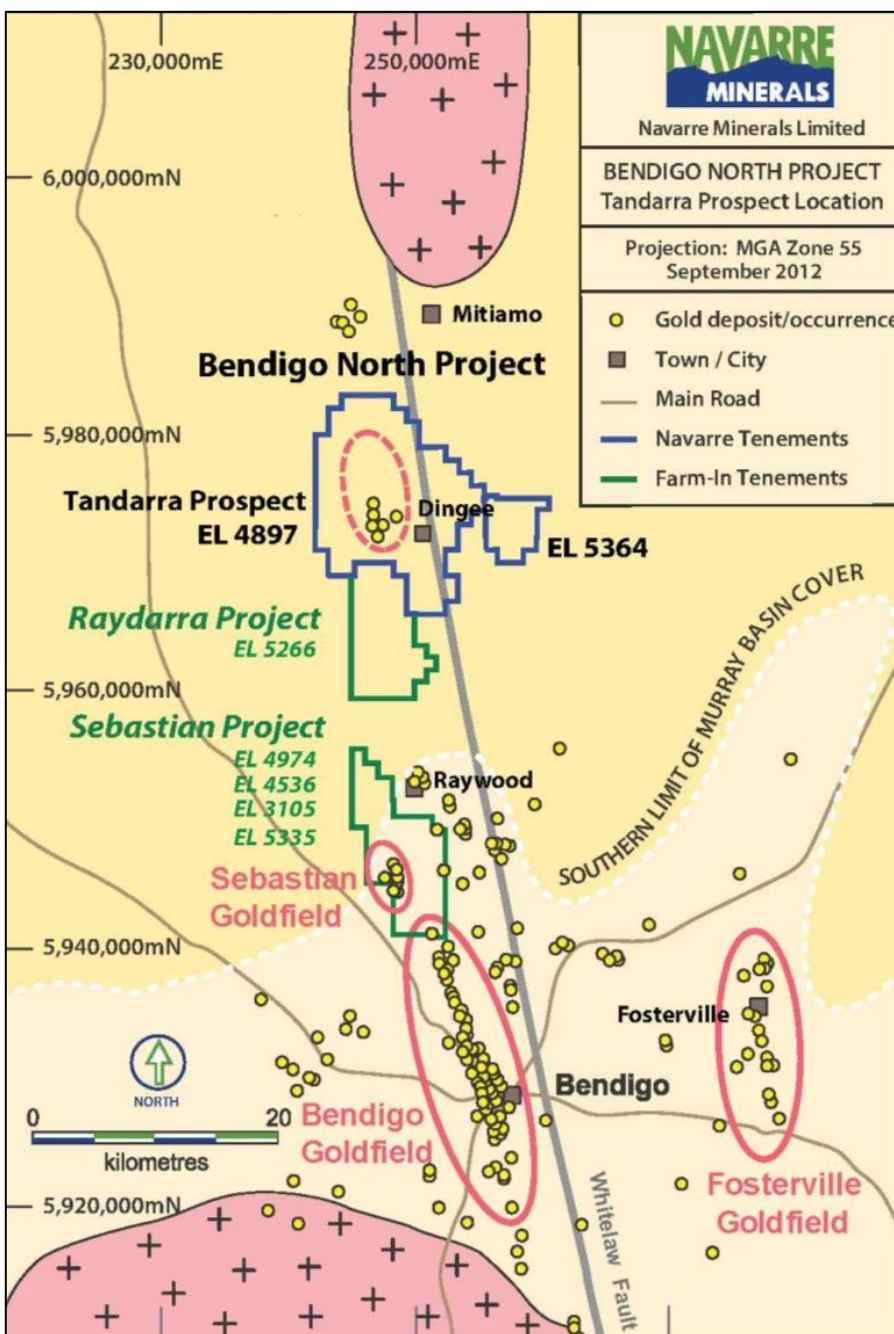 230,000mE
250,000mE
NAVARRE
MINERALS
Navarre Minerals Limited
BENDIGO NORTH PROJECT
Tandarra Prospect Location
Projection: MGA Zone 55
September 2012
Gold deposit/occurrence
Town / City
Main Road
Navarre Tenements
Farm-In Tenements
6,000,000mN
Mitiamo
Bendigo North Project
5,980,000mN
Tandarra Prospect
EL 4897
Dingee
EL 5364
Raydarra Project
EL 5266
SOUTHERN LIMIT OF MURRAY BASIN COVER
5,960,000mN
Sebastian Project
EL 4974
EL 4536
EL 3105
EL 5335
Raywood
Sebastian
Goldfield
5,940,000mN
Fosterville
NORTH
Bendigo
0
20
kilometres
Bendigo
Goldfield
Fosterville
Goldfield
5,920,000mN
Whitelaw Fault